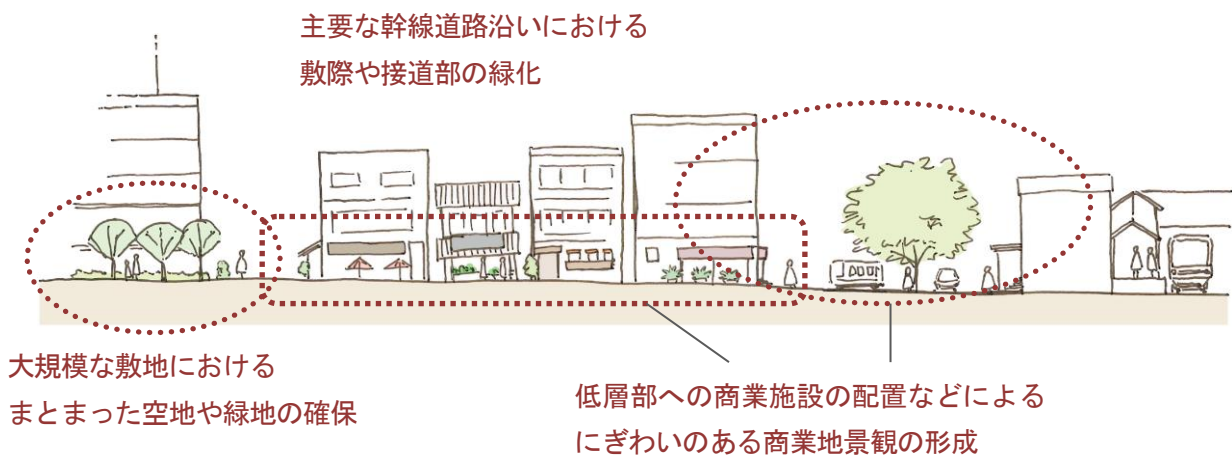 主要な幹線道路沿いにおける
敷際や接道部の緑化
大規模な敷地における
まとまった空地や緑地の確保
低層部への商業施設の配置などによる
にぎわいのある商業地景観の形成